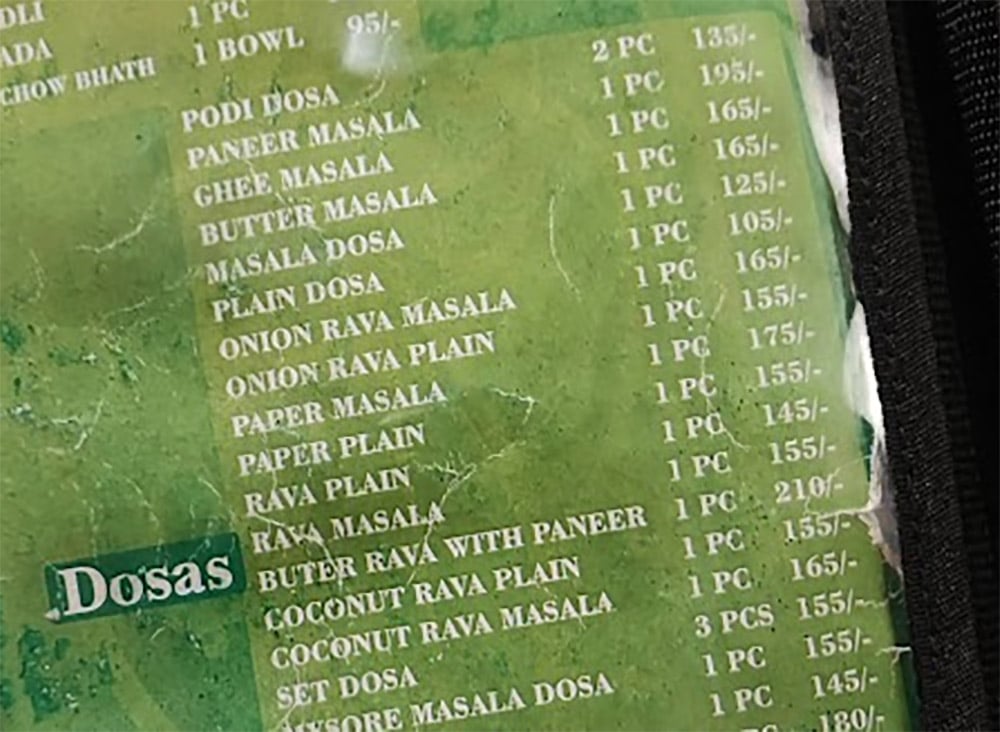 DLI
ADA 1 PC
CHOW BHATH 1 BOWL 95/-
PODI DOSA 2 PC 135/-
PANEER MASALA 1 PC 195/-
GHEE MASALA 1 PC 165/-
BUTTER MASALA 1 PC 165/-
MASALA DOSA 1 PC 125/-
PLAIN DOSA 1 PC 105/-
ONION RAVA MASALA 1 PC 165/-
ONION RAVA PLAIN 1 PC 155/-
PAPER MASALA 1 PC 175/-
PAPER PLAIN 1 PC 155/-
RAVA PLAIN 1 PC 145/-
RAVA MASALA 1 PC 155/-
Dosas
BUTER RAVA WITH PANEER 1 PC 210/-
COCONUT RAVA PLAIN 1 PC 155/-
COCONUT RAVA MASALA 1 PC 165/-
SET DOSA 3 PCS 155/-
MYSORE MASALA DOSA 1 PC 155/-
1 PC 145/-
180/-